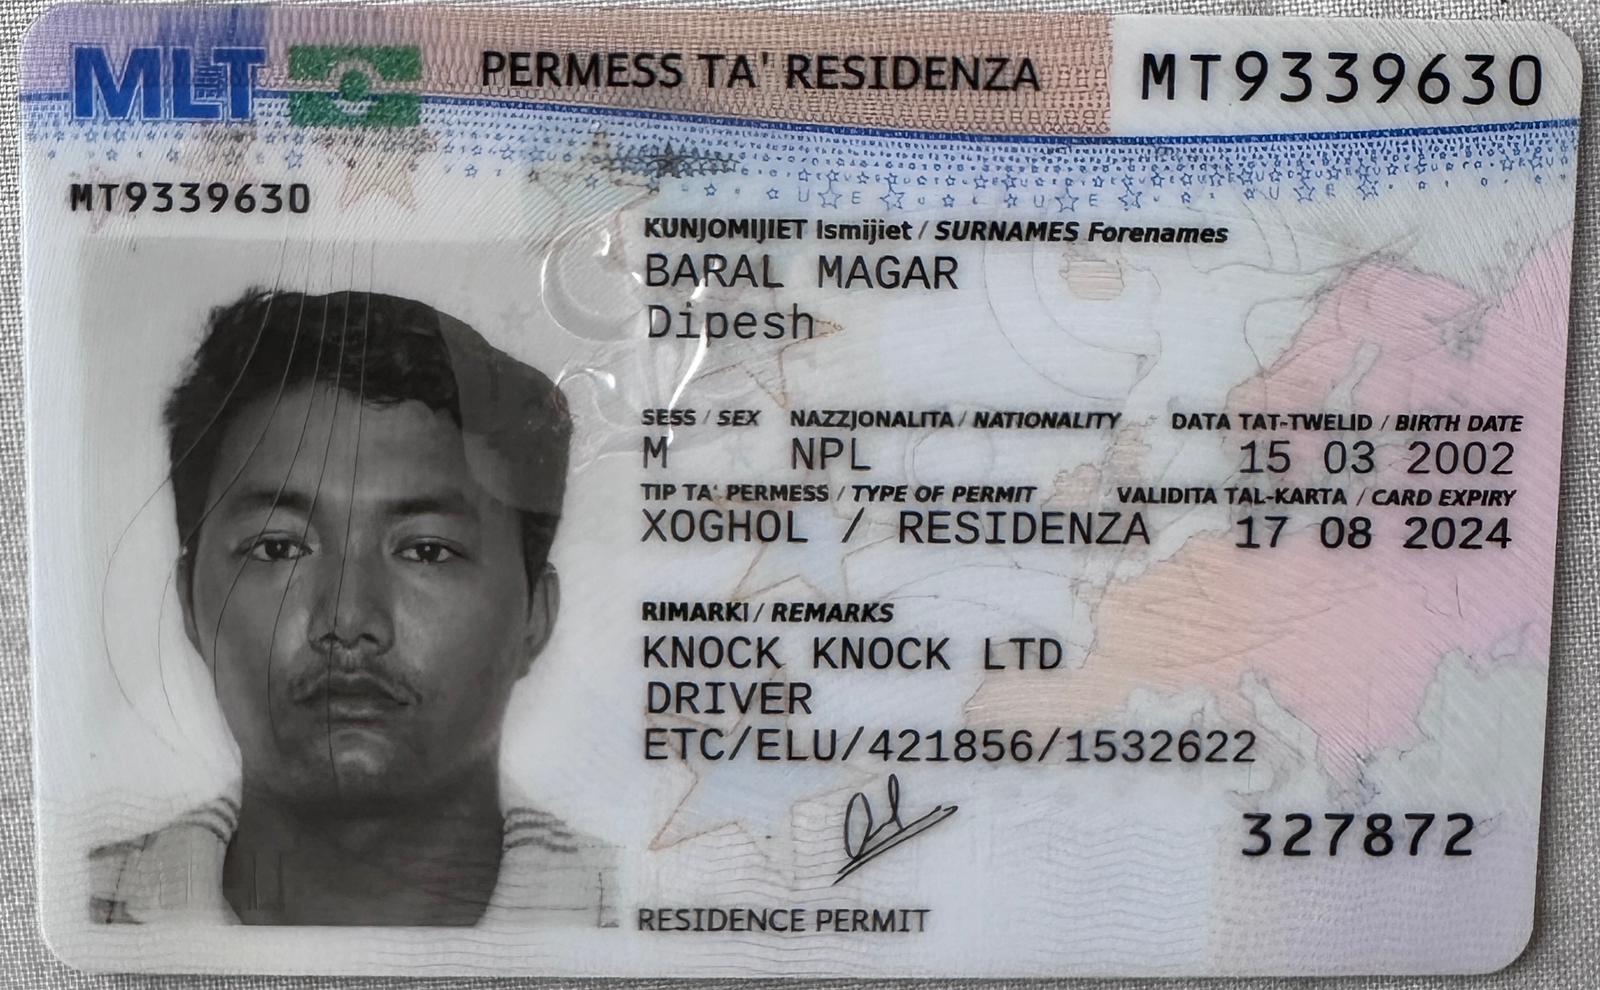 MLT PERMESS TA' RESIDENZA MT9339630
MT9339630
KUNJOMIJIET Ismijiet / SURNAMES Forenames
BARAL MAGAR
Dipesh
SESS / SEX NAZZJONALITA / NATIONALITY DATA TAT-TWELID / BIRTH DATE
M NPL 15 03 2002
TIP TA' PERMESS / TYPE OF PERMIT VALIDITA TAL-KARTA / CARD EXPIRY
XOGHOL / RESIDENZA 17 08 2024
RIMARKI / REMARKS
KNOCK KNOCK LTD
DRIVER
ETC/ELU/421856/1532622
327872
RESIDENCE PERMIT